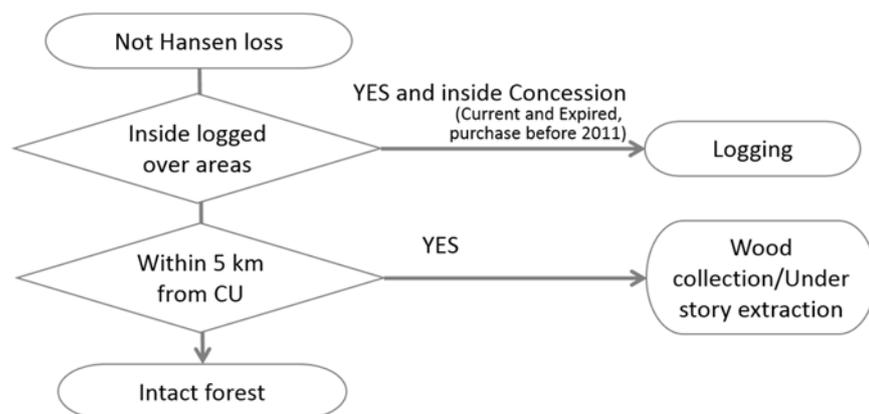 Not Hansen loss
YES and inside Concession
(Current and Expired,
purchase before 2011)
Inside logged
over areas
Logging
YES
Within 5 km
from CU
Wood
collection/Under
story extraction
Intact forest